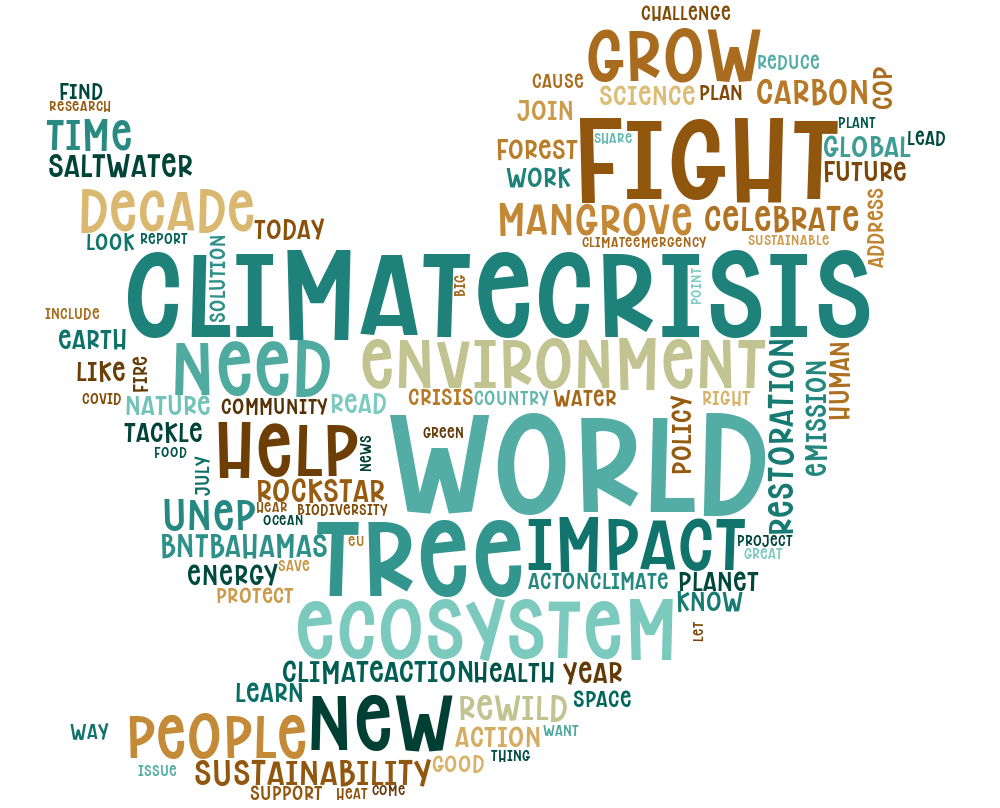 CHALLENGE
GROW
REDUCE
CAUSE
FIND
RESEARCH
SCIENCE
PLAN
CARBON
COP
JOIN
TIME
FIGHT
SHARE
PLANT
GLOBAL
LEAD
FOREST
SALTWATER
WORK
FUTURE
DECADE
TODAY
MANGROVE
CELEBRATE
ADDRESS
LOOK
REPORT
CLIMATEEMERGENCY
SUSTAINABLE
SOLUTION
CLIMATECRISIS
BIG
POINT
INCLUDE
EARTH
NEED
ENVIRONMENT
LIKE
FIRE
RESTORATION
EMISSION
HUMAN
COVID
NATURE
COMMUNITY
READ
CRISIS
COUNTRY
WATER
RIGHT
POLICY
TACKLE
FOOD
HELP
NEWS
GREEN
WORLD
JULY
ROCKSTAR
UNEP
HEAR
BIODIVERSITY
OCEAN
TREE
IMPACT
BNTBAHAMAS
EU
PROJECT
GREAT
ENERGY
SAVE
ACTONCLIMATE
PLANET
PROTECT
KNOW
ECOSYSTEM
LET
CLIMATEACTION
HEALTH
YEAR
LEARN
NEW
REWILD
SPACE
WAY
PEOPLE
ACTION
WANT
ISSUE
SUSTAINABILITY
GOOD
THING
SUPPORT
HEAT
COME